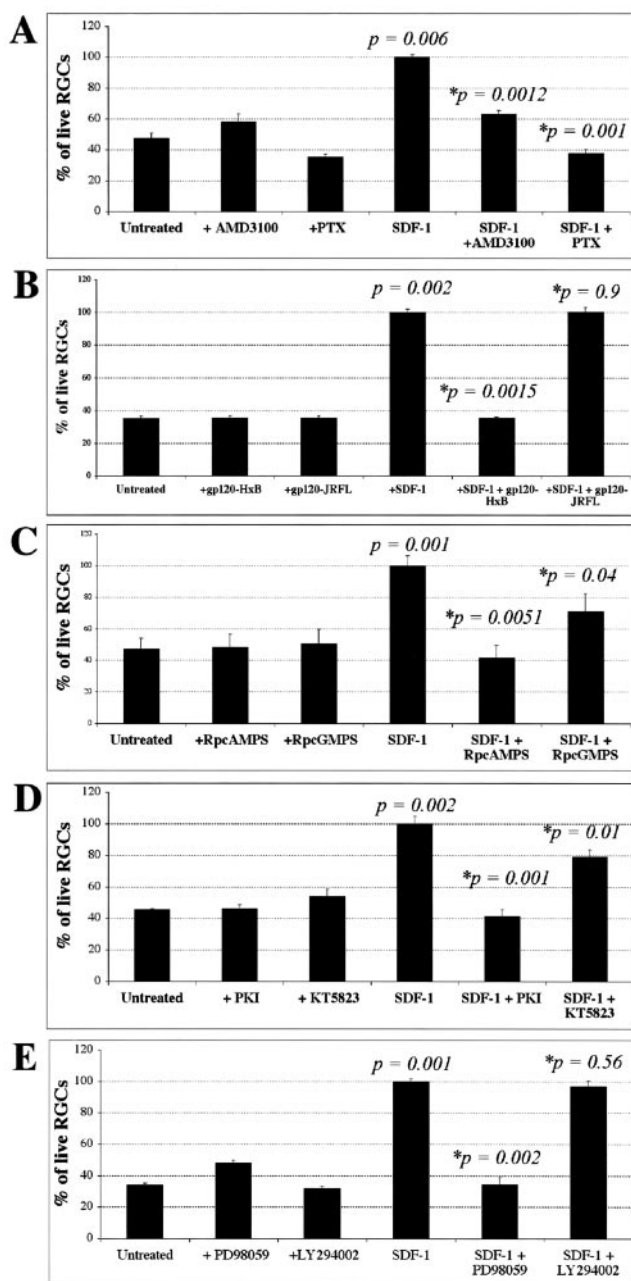 A
% of live RGCs
120
100
80
60
40
20
0
p = 0.006
*p = 0.0012
*p = 0.001
Untreated + AMD3100 +PTX SDF-1 SDF-1 SDF-1 +
+AMD3100 PTX
B
% of live RGCs
120
100
80
60
40
20
0
p = 0.002
*p = 0.9
*p = 0.0015
Untreated +gp120-HxB +gp120-JRFL +SDF-1 +SDF-1 + gp120- +SDF-1 + gp120-
HxB JRFL
C
% of live RGCs
120
100
80
60
40
20
0
p = 0.001
*p = 0.04
*p = 0.0051
Untreated +RpcAMPS +RpcGMPS SDF-1 SDF-1 + SDF-1 +
RpcAMPS RpcGMPS
D
% of live RGCs
120
100
80
60
40
20
0
p = 0.002
*p = 0.01
*p = 0.001
Untreated + PKI + KT5823 SDF-1 SDF-1 + PKI SDF-1 +
KT5823
E
% of live RGCs
120
100
80
60
40
20
0
p = 0.001
*p = 0.56
*p = 0.002
Untreated + PD98059 +LY294002 SDF-1 SDF-1 + SDF-1 +
PD98059 + LY294002